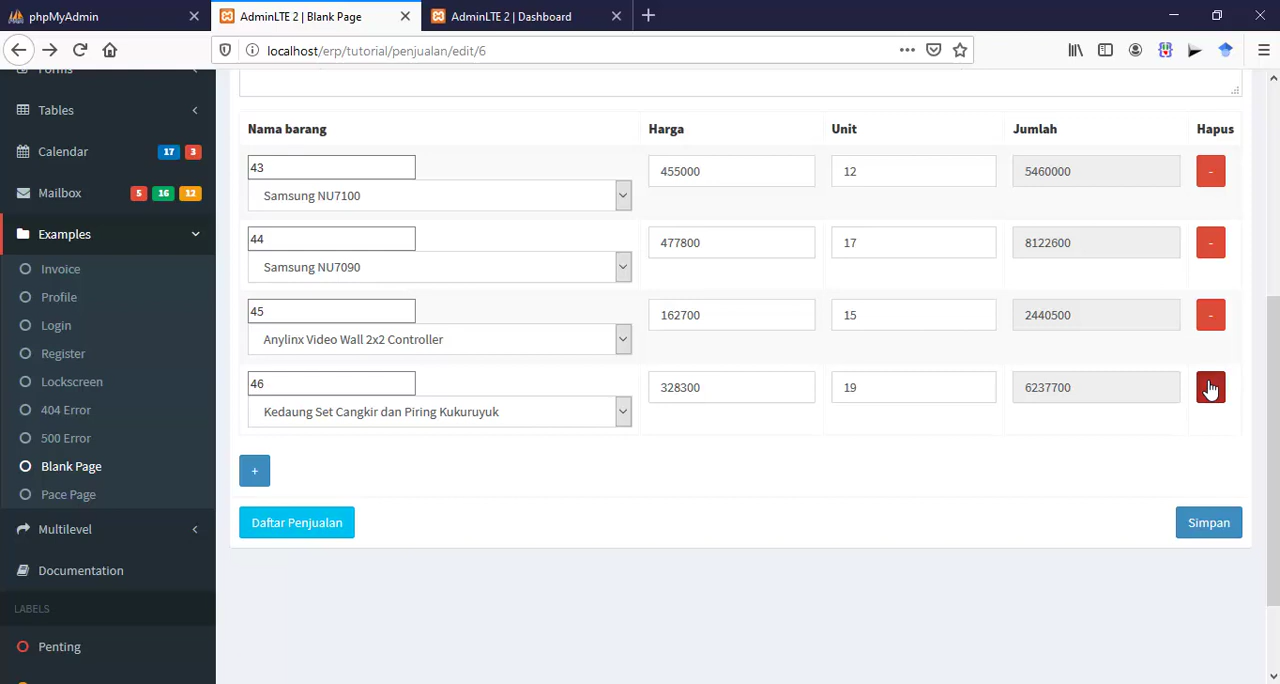 phpMyAdmin
AdminLTE 2 | Blank Page
AdminLTE 2 | Dashboard
localhost/erp/tutorial/penjualan/edit/6
Forms
Tables
Calendar 17 3
Mailbox 5 16 12
Examples
Invoice
Profile
Login
Register
Lockscreen
404 Error
500 Error
Blank Page
Pace Page
Multilevel
Documentation
LABELS
Penting
Nama barang Harga Unit Jumlah Hapus
43
Samsung NU7100 455000 12 5460000 -
44
Samsung NU7090 477800 17 8122600 -
45
Anylinx Video Wall 2x2 Controller 162700 15 2440500 -
46
Kedaung Set Cangkir dan Piring Kukuruyuk 328300 19 6237700
+
Daftar Penjualan Simpan